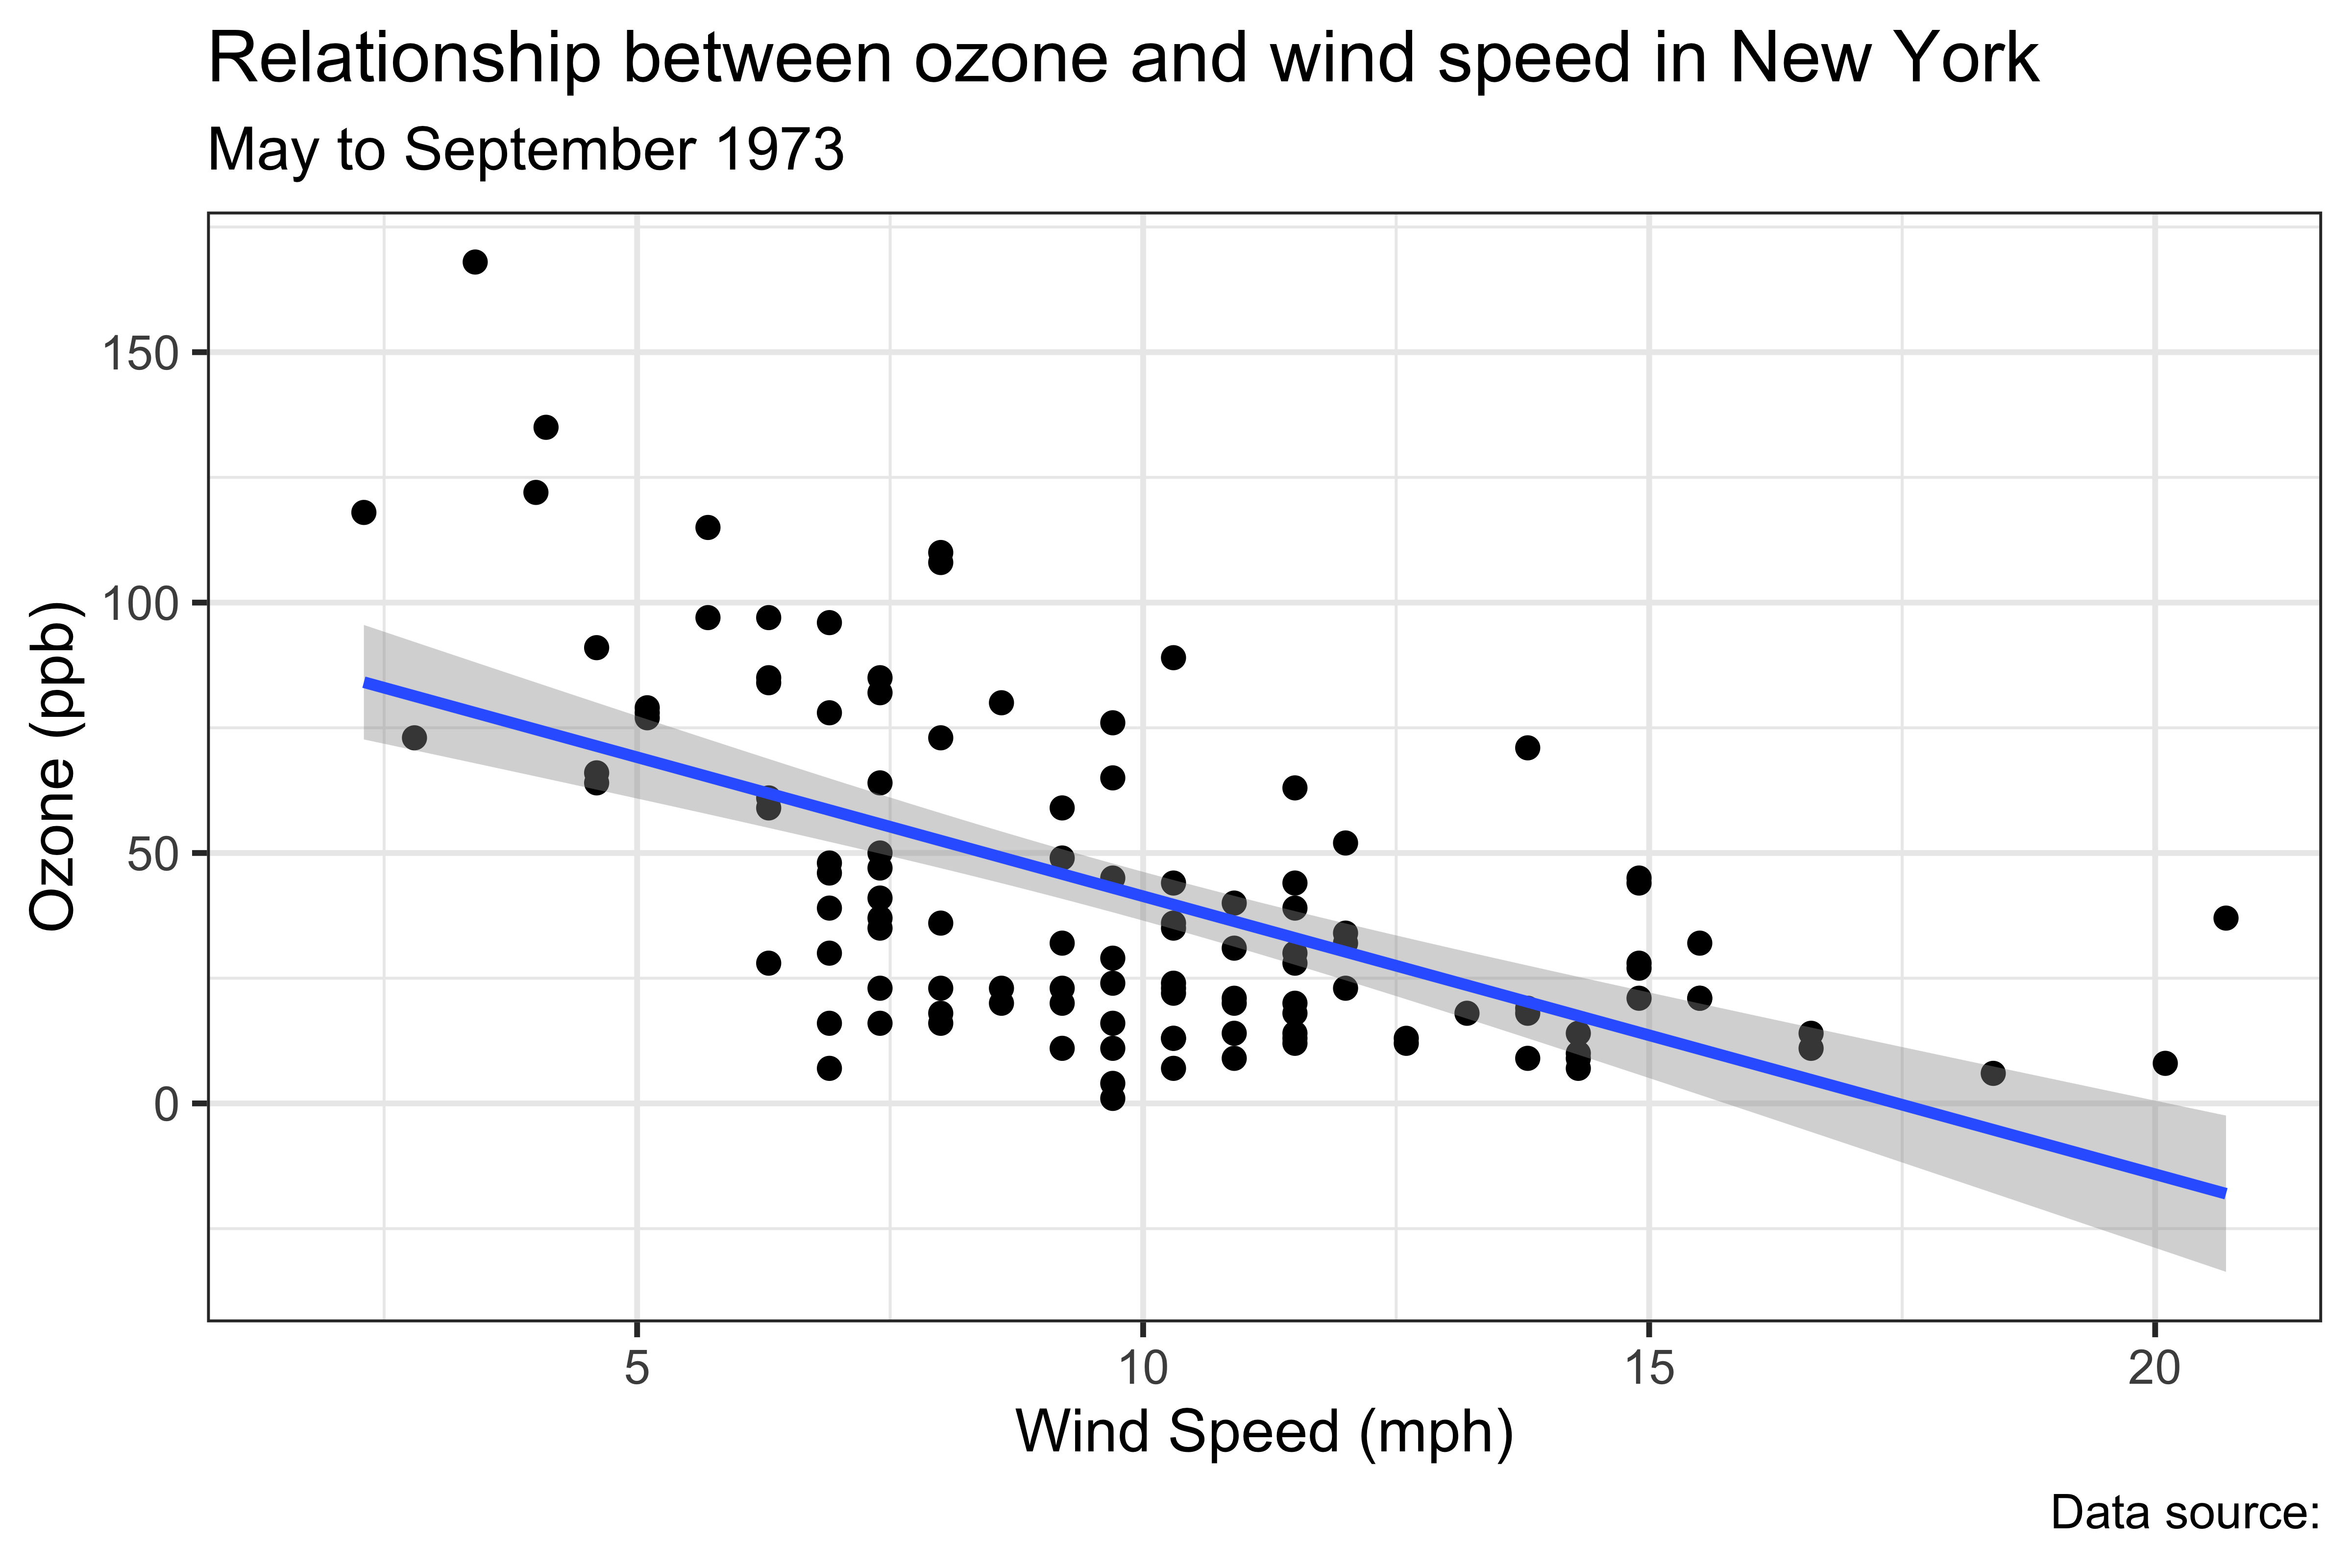 Relationship between ozone and wind speed in New York
May to September 1973
Ozone (ppb)
150
100
50
0
5 10 15 20
Wind Speed (mph)
Data source: